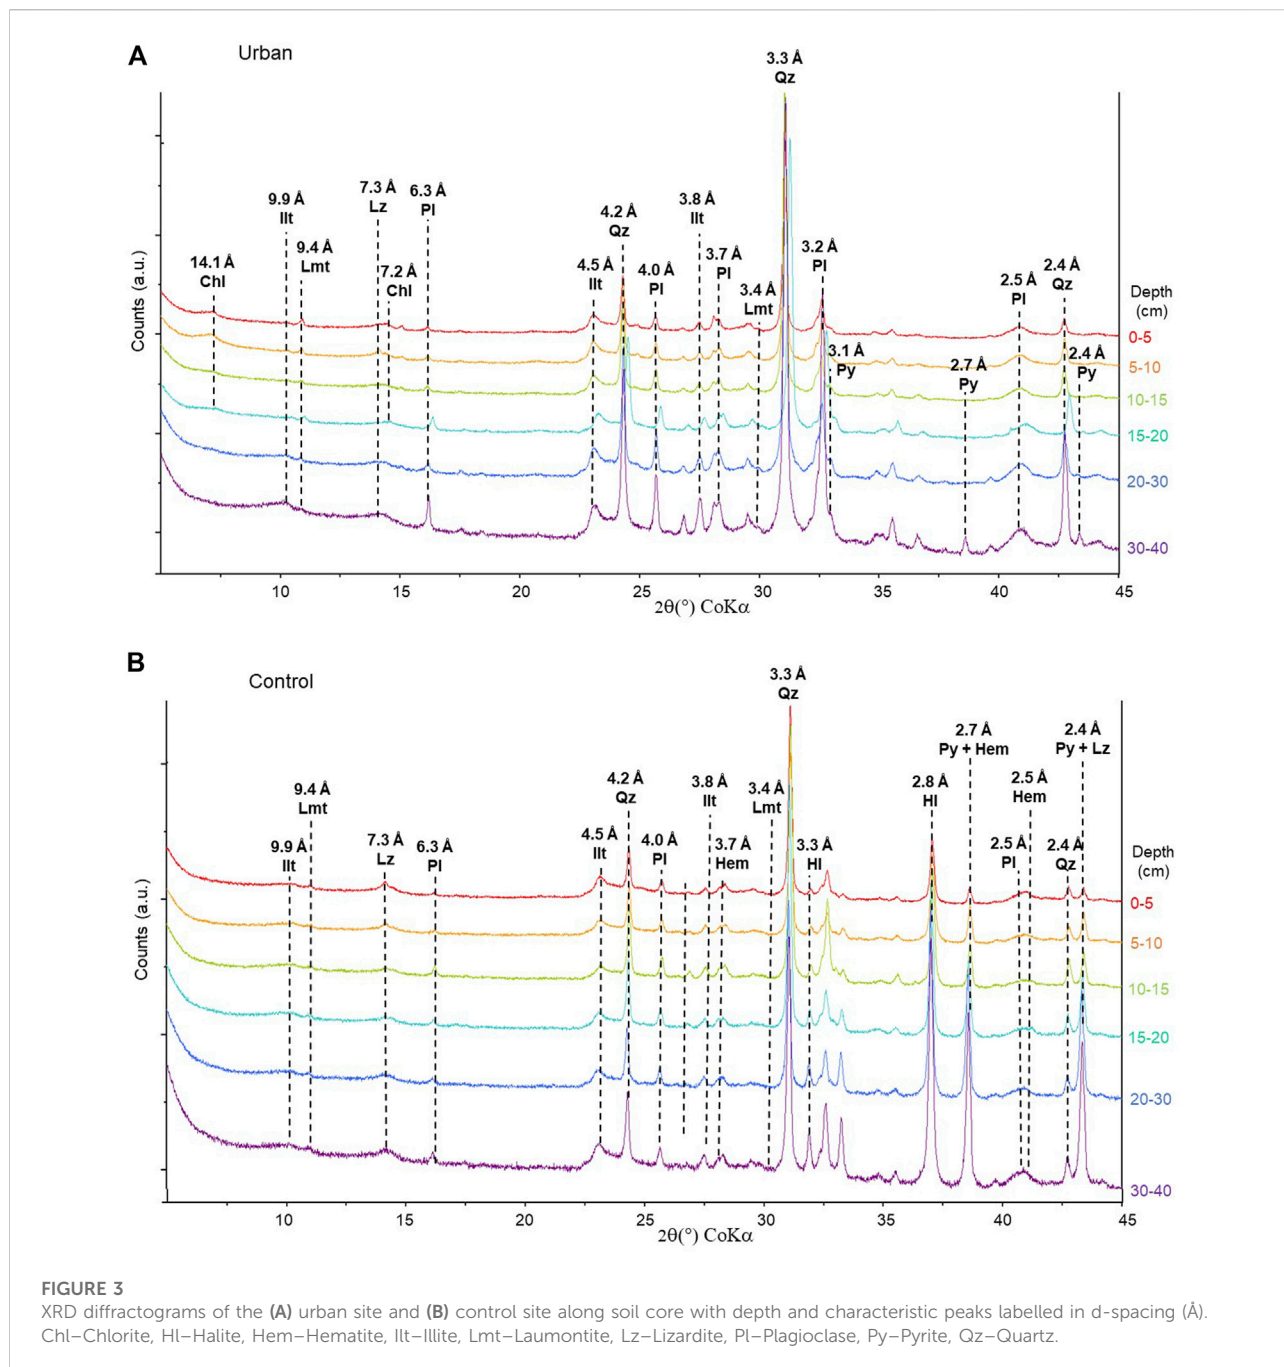 A
Urban
3.3 Å
Qz
9.9 Å
Ilt
7.3 Å
Lz
6.3 Å
Pl
4.2 Å
Qz
3.8 Å
Ilt
9.4 Å
Lmt
14.1 Å
Chl
7.2 Å
Chl
4.5 Å
Ilt
4.0 Å
Pl
3.7 Å
Pl
3.4 Å
Lmt
3.2 Å
Pl
3.1 Å
Py
2.7 Å
Py
2.5 Å
Pl
2.4 Å
Qz
2.4 Å
Py
Depth
(cm)
0-5
5-10
10-15
15-20
20-30
30-40
Counts (a.u.)
10 15 20 25 30 35 40 45
2θ(°) CoKα
B
Control
3.3 Å
Qz
9.4 Å
Lmt
9.9 Å
Ilt
7.3 Å
Lz
6.3 Å
Pl
4.5 Å
Ilt
4.2 Å
Qz
4.0 Å
Pl
3.8 Å
Ilt
3.7 Å
Hem
3.4 Å
Lmt
3.3 Å
Hl
2.8 Å
Hl
2.7 Å
Py + Hem
2.5 Å
Pl
2.5 Å
Hem
2.4 Å
Qz
2.4 Å
Py + Lz
Depth
(cm)
0-5
5-10
10-15
15-20
20-30
30-40
Counts (a.u.)
10 15 20 25 30 35 40 45
2θ(°) CoKα
FIGURE 3
XRD diffractograms of the (A) urban site and (B) control site along soil core with depth and characteristic peaks labelled in d-spacing (Å).
Chl–Chlorite, Hl–Halite, Hem–Hematite, Ilt–Illite, Lmt–Laumontite, Lz–Lizardite, Pl–Plagioclase, Py–Pyrite, Qz–Quartz.